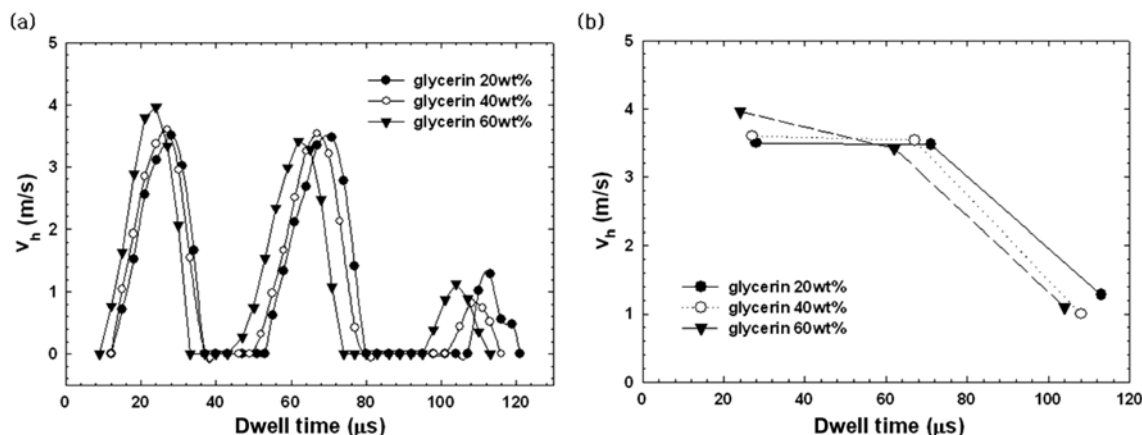 (a)
5
4
3
2
1
0
V_h (m/s)
glycerin 20wt%
glycerin 40wt%
glycerin 60wt%
0 20 40 60 80 100 120
Dwell time (μs)
(b)
5
4
3
2
1
0
V_h (m/s)
glycerin 20wt%
glycerin 40wt%
glycerin 60wt%
0 20 40 60 80 100 120
Dwell time (μs)